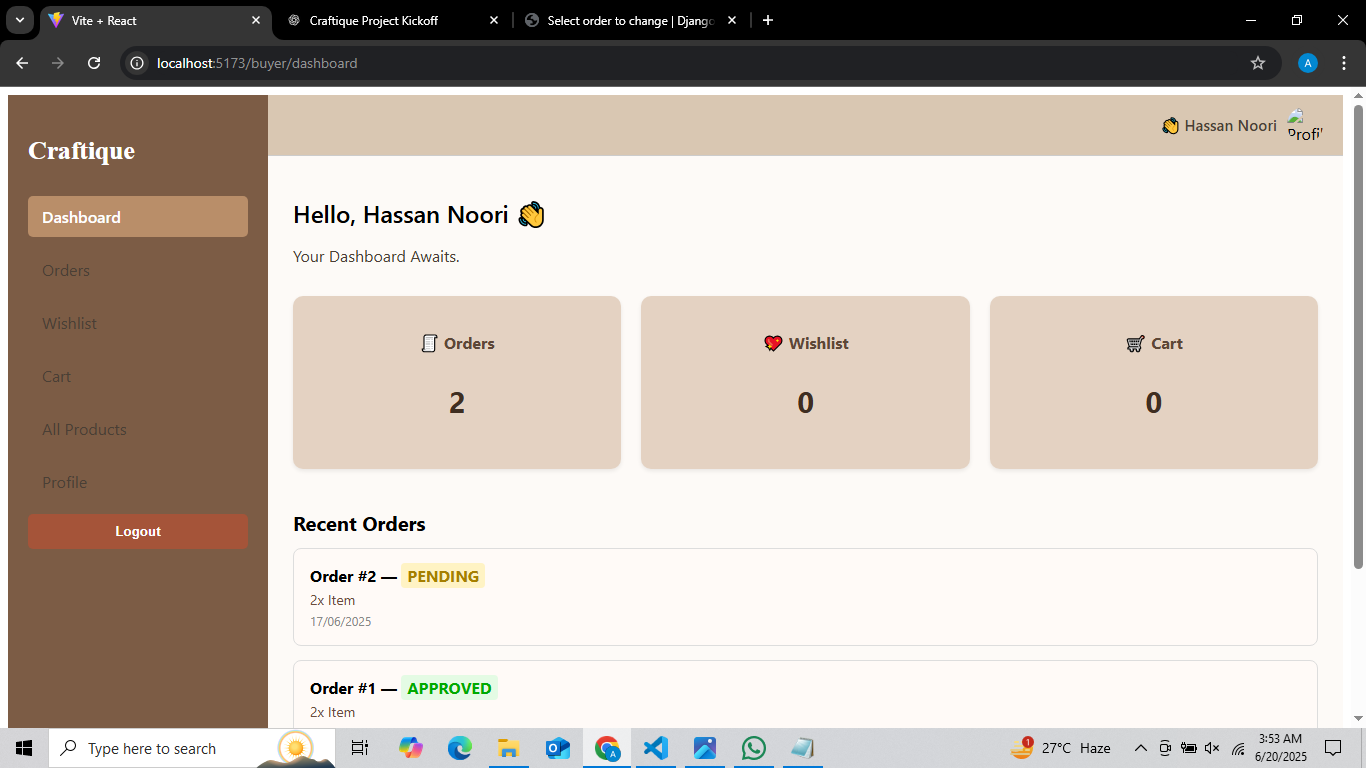 Vite + React
Craftique Project Kickoff
Select order to change | Django
localhost:5173/buyer/dashboard
A
Craftique
Dashboard
Orders
Wishlist
Cart
All Products
Profile
Logout
👋 Hassan Noori
Profil
Hello, Hassan Noori 👋
Your Dashboard Awaits.
🧾 Orders
2
💖 Wishlist
0
🛒 Cart
0
Recent Orders
Order #2 — PENDING
2x Item
17/06/2025
Order #1 — APPROVED
2x Item
Type here to search
1
27°C Haze
3:53 AM
6/20/2025